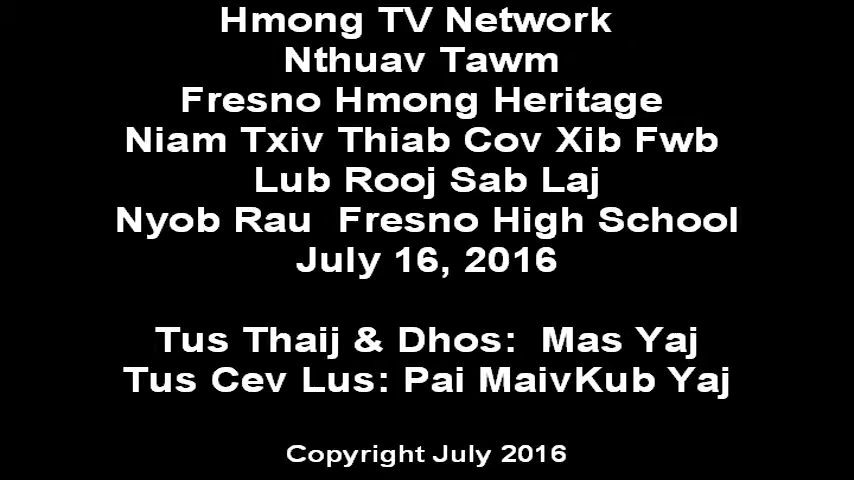 Hmong TV Network
Nthuav Tawm
Fresno Hmong Heritage
Niam Txiv Thiab Cov Xib Fwb
Lub Rooj Sab Laj
Nyob Rau Fresno High School
July 16, 2016
Tus Thaij & Dhos: Mas Yaj
Tus Cev Lus: Pai MaivKub Yaj
Copyright July 2016